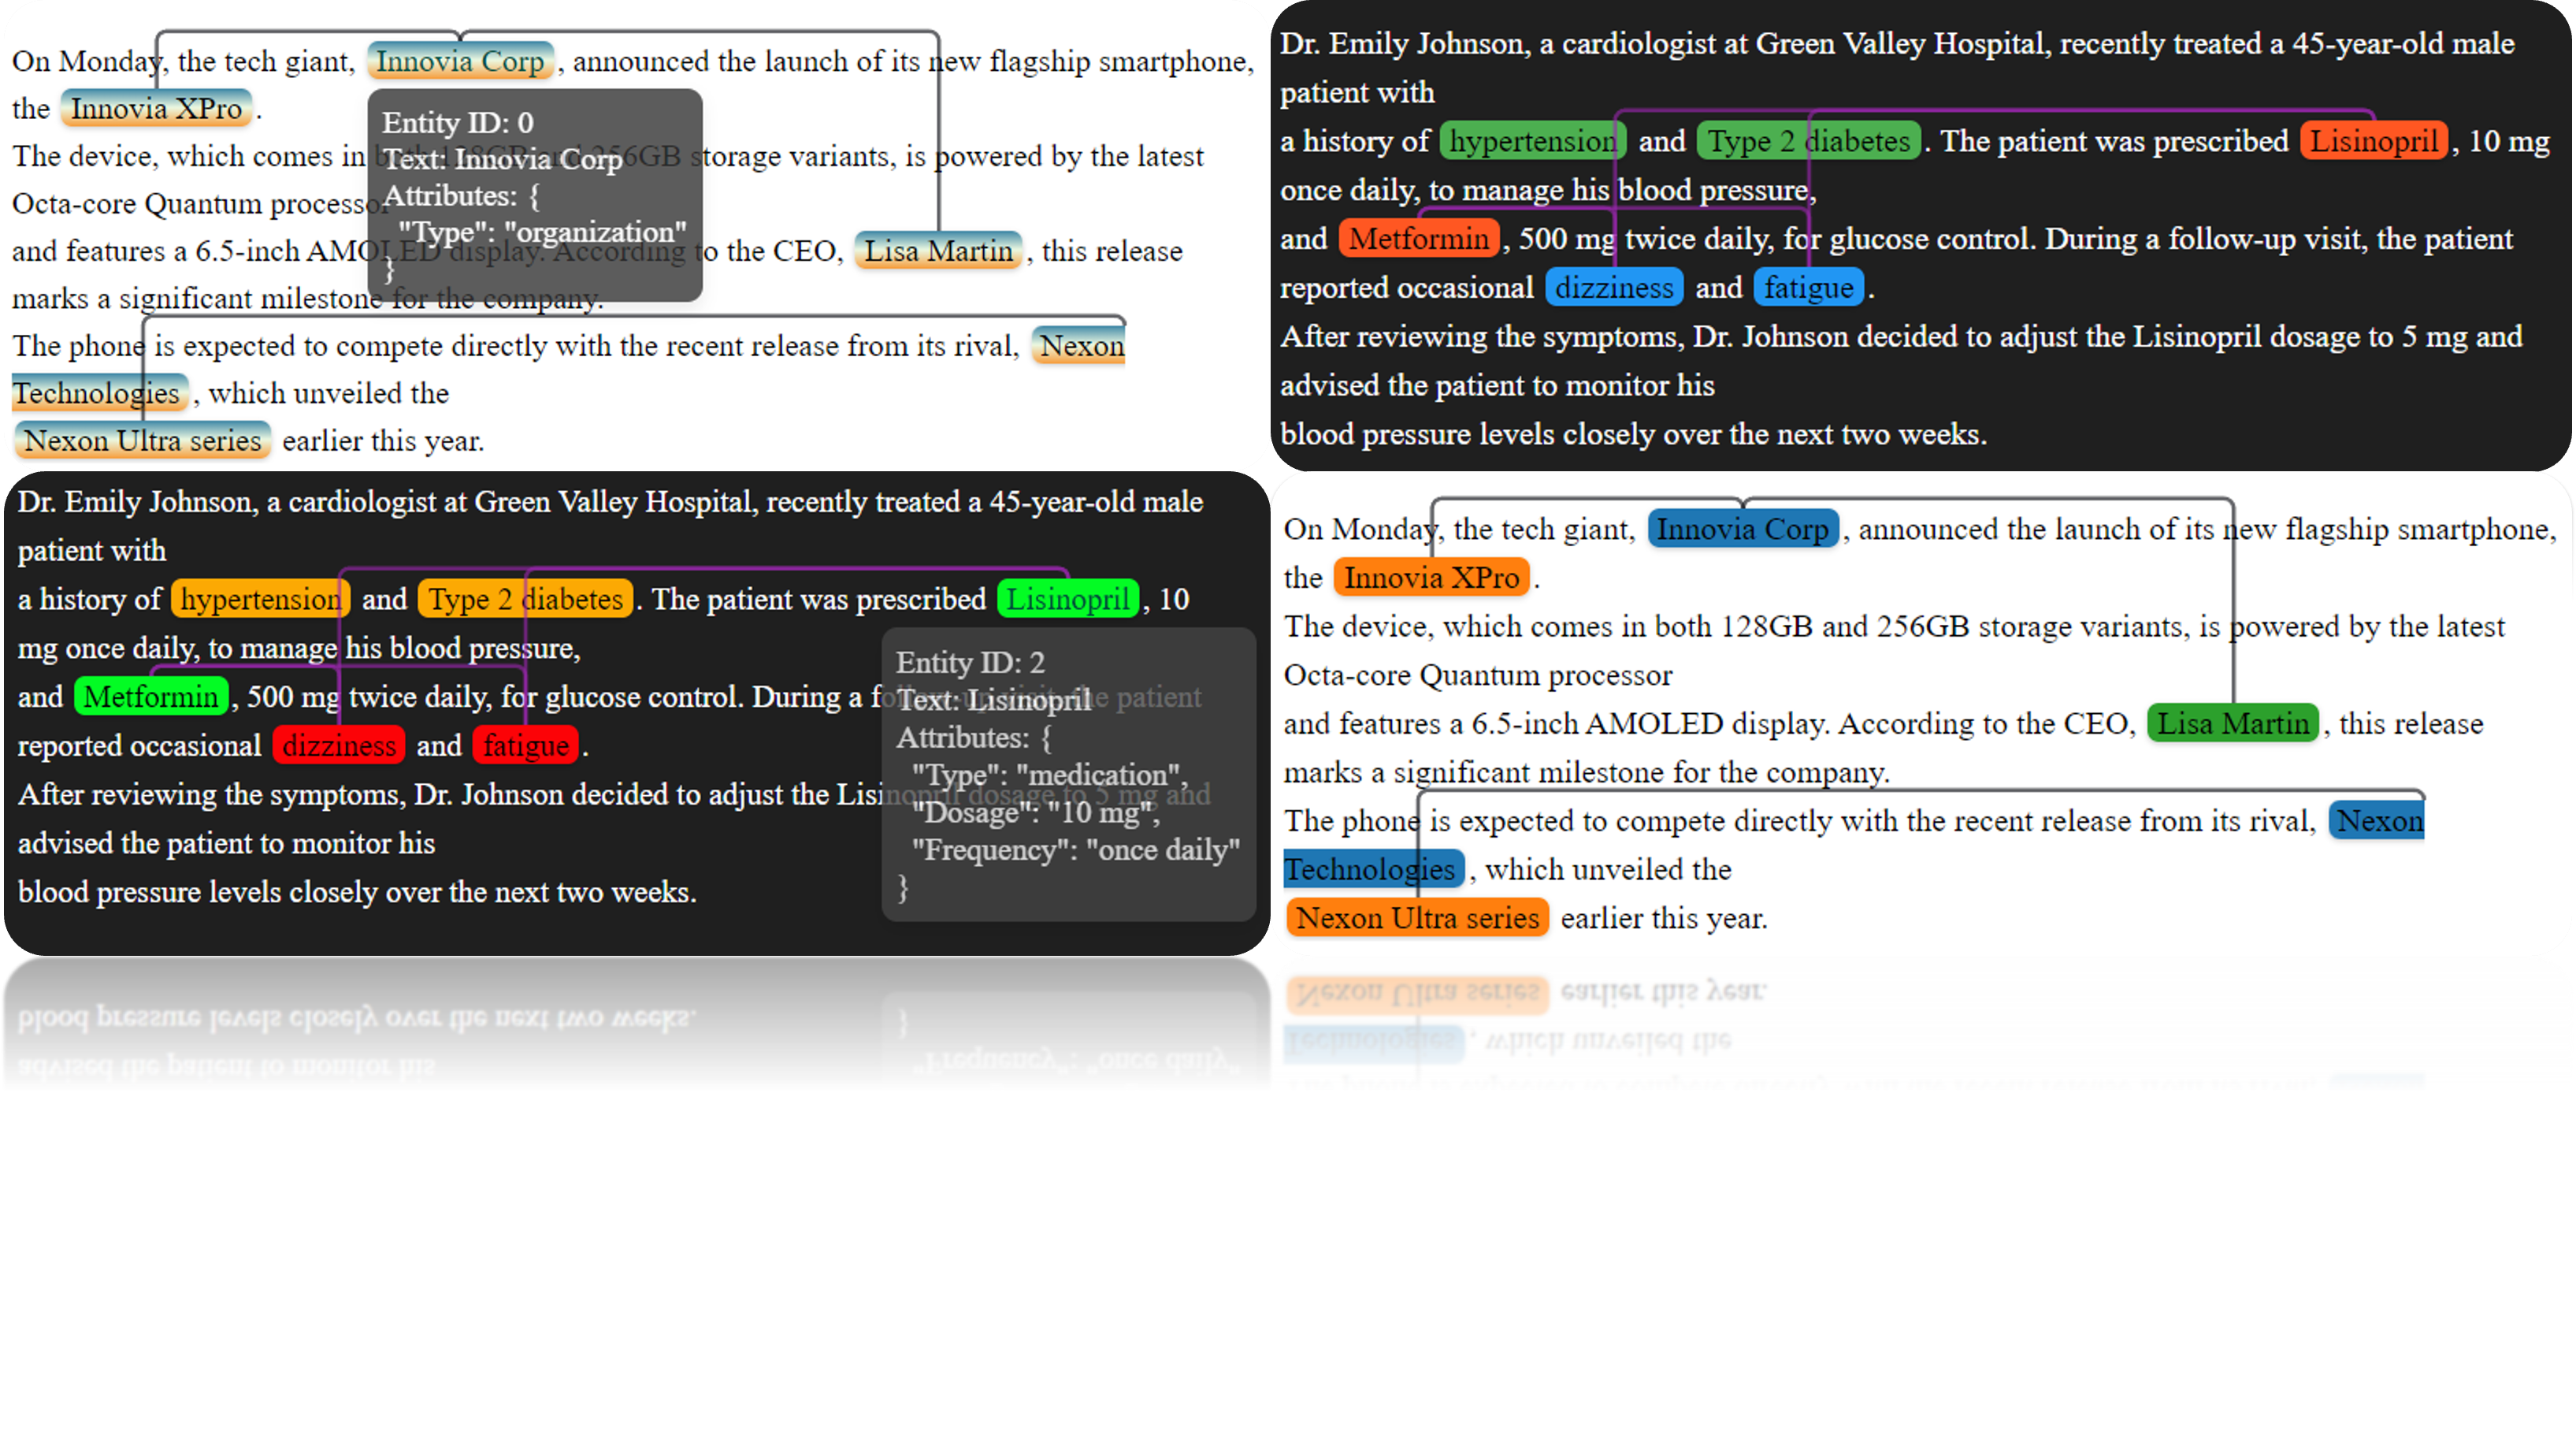 On Monday, the tech giant, Innovia Corp , announced the launch of its new flagship smartphone,
the Innovia XPro .
The device, which comes in both 128GB and 256GB storage variants, is powered by the latest
Octa-core Quantum processor
and features a 6.5-inch AMOLED display. According to the CEO, Lisa Martin , this release
marks a significant milestone for the company.
The phone is expected to compete directly with the recent release from its rival, Nexon
Technologies , which unveiled the
Nexon Ultra series earlier this year.
Entity ID: 0
Text: Innovia Corp
Attributes: {
"Type": "organization"
}
Dr. Emily Johnson, a cardiologist at Green Valley Hospital, recently treated a 45-year-old male
patient with
a history of hypertension and Type 2 diabetes . The patient was prescribed Lisinopril , 10 mg
once daily, to manage his blood pressure,
and Metformin , 500 mg twice daily, for glucose control. During a follow-up visit, the patient
reported occasional dizziness and fatigue .
After reviewing the symptoms, Dr. Johnson decided to adjust the Lisinopril dosage to 5 mg and
advised the patient to monitor his
blood pressure levels closely over the next two weeks.
Dr. Emily Johnson, a cardiologist at Green Valley Hospital, recently treated a 45-year-old male
patient with
a history of hypertension and Type 2 diabetes . The patient was prescribed Lisinopril , 10
mg once daily, to manage his blood pressure,
and Metformin , 500 mg twice daily, for glucose control. During a follow-up visit, the patient
reported occasional dizziness and fatigue .
After reviewing the symptoms, Dr. Johnson decided to adjust the Lisinopril dosage to 5 mg and
advised the patient to monitor his
blood pressure levels closely over the next two weeks.
Entity ID: 2
Text: Lisinopril
Attributes: {
"Type": "medication",
"Dosage": "10 mg",
"Frequency": "once daily"
}
On Monday, the tech giant, Innovia Corp , announced the launch of its new flagship smartphone,
the Innovia XPro .
The device, which comes in both 128GB and 256GB storage variants, is powered by the latest
Octa-core Quantum processor
and features a 6.5-inch AMOLED display. According to the CEO, Lisa Martin , this release
marks a significant milestone for the company.
The phone is expected to compete directly with the recent release from its rival, Nexon
Technologies , which unveiled the
Nexon Ultra series earlier this year.